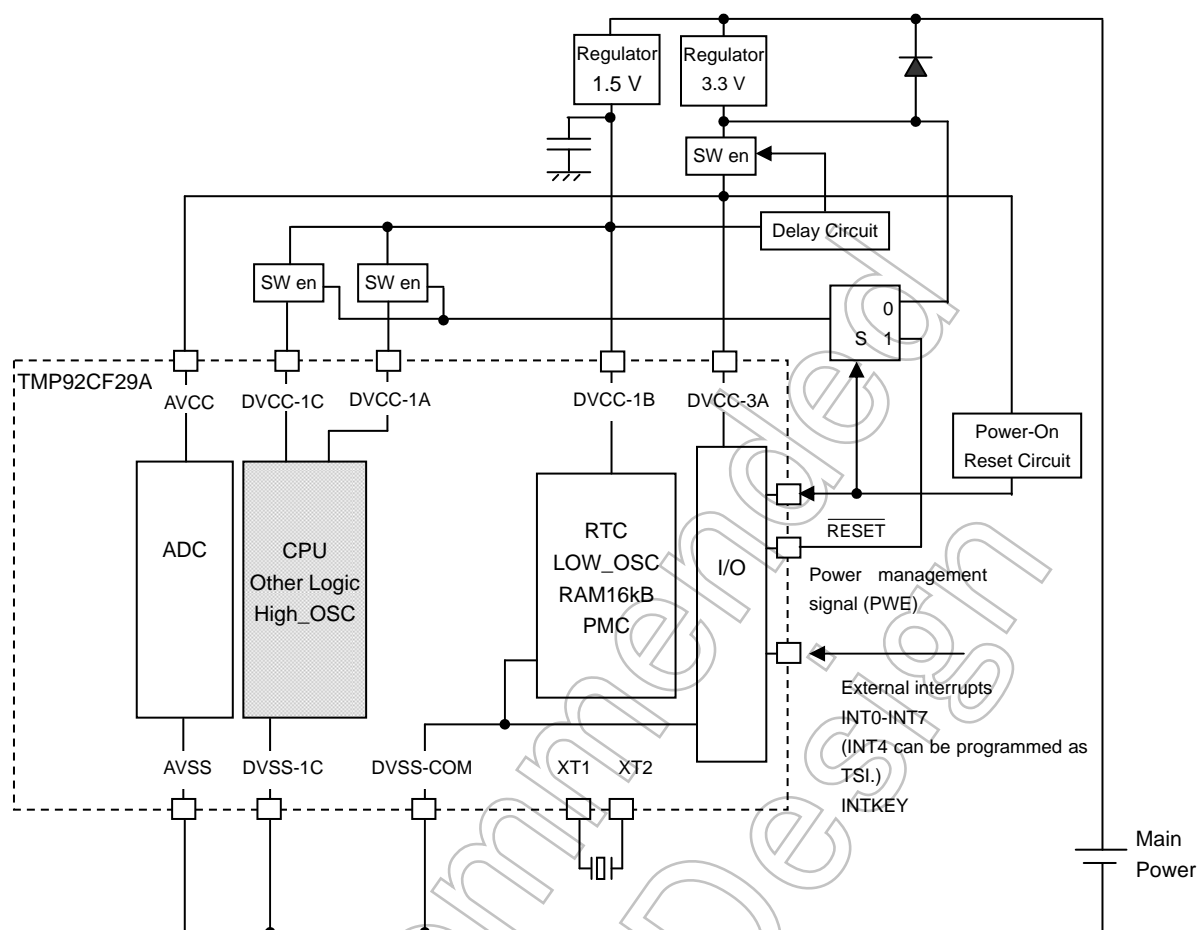 Regulator
1.5 V
Regulator
3.3 V
SW en
Delay Circuit
SW en
SW en
0
S 1
TMP92CF29A
AVCC
DVCC-1C
DVCC-1A
DVCC-1B
DVCC-3A
Power-On
Reset Circuit
ADC
CPU
Other Logic
High_OSC
RTC
LOW_OSC
RAM16kB
PMC
I/O
RESET
Power management
signal (PWE)
External interrupts
INT0-INT7
(INT4 can be programmed as
TSI.)
INTKEY
AVSS
DVSS-1C
DVSS-COM
XT1
XT2
Main
Power
ommended
Design